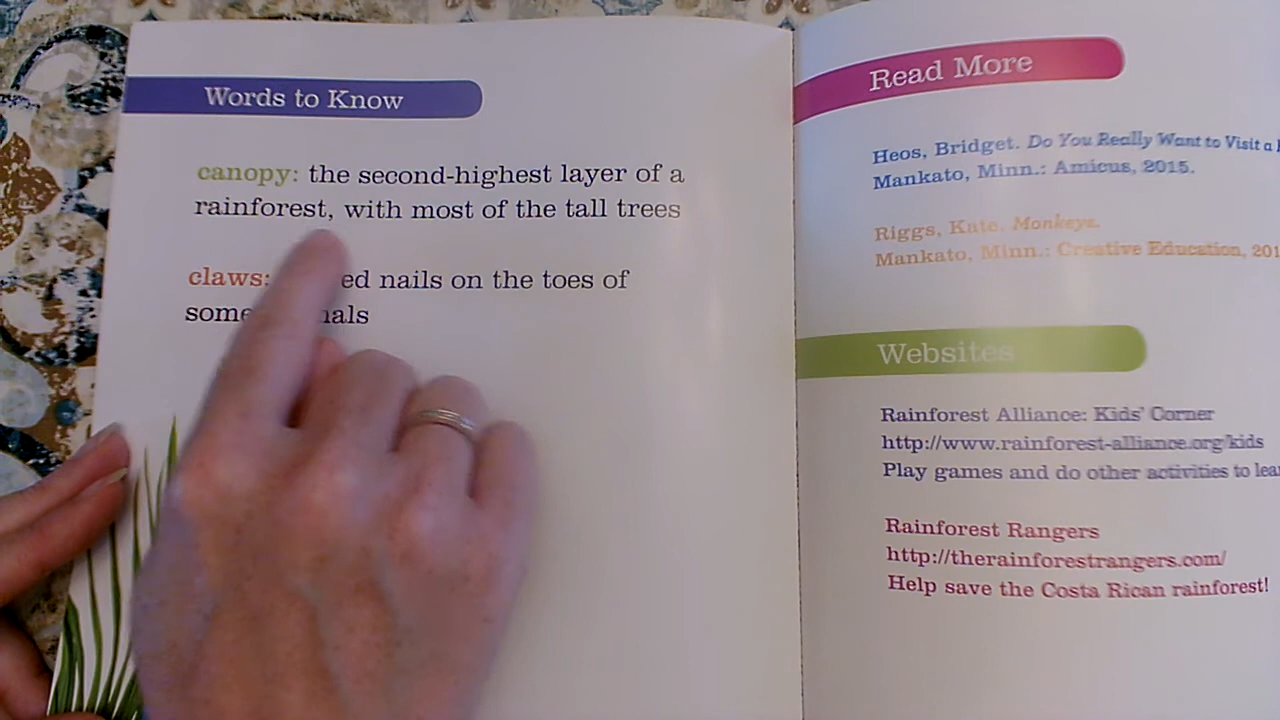 Words to Know
canopy: the second-highest layer of a
rainforest, with most of the tall trees
claws: ed nails on the toes of
some nals
Read More
Heos, Bridget. Do You Really Want to Visit a
Mankato, Minn.: Amicus, 2015.
Riggs, Kate. Monkeys.
Mankato, Minn.: Creative Education, 201
Websites
Rainforest Alliance: Kids' Corner
http://www.rainforest-alliance.org/kids
Play games and do other activities to lea
Rainforest Rangers
http://therainforestrangers.com/
Help save the Costa Rican rainforest!